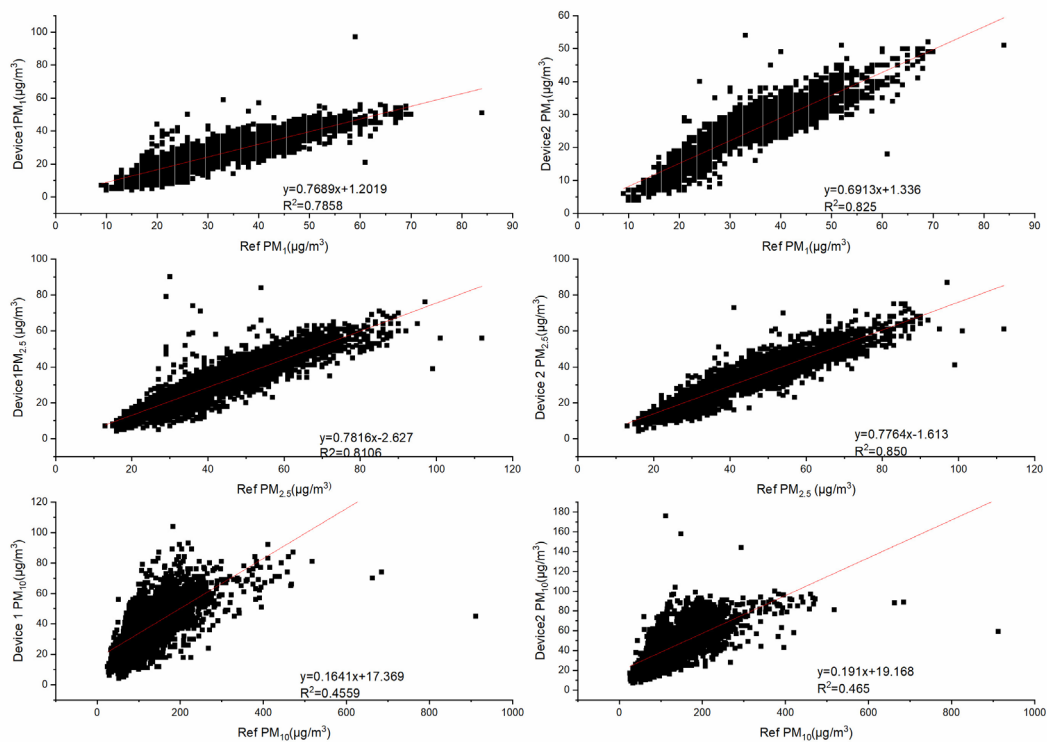 100
80
60
40
20
0
Device1PM₁(µg/m³)
y=0.7689x+1.2019
R²=0.7858
0 10 20 30 40 50 60 70 80 90
Ref PM₁(µg/m³)
60
50
40
30
20
10
0
Device2 PM₁(µg/m³)
y=0.6913x+1.336
R²=0.825
10 20 30 40 50 60 70 80 90
Ref PM₁(µg/m³)
100
80
60
40
20
0
Device1PM₂.₅(µg/m³)
y=0.7816x-2.627
R2=0.8106
0 20 40 60 80 100 120
Ref PM₂.₅(µg/m³)
100
80
60
40
20
0
Device 2 PM₂.₅(µg/m³)
y=0.7764x-1.613
R²=0.850
20 40 60 80 100 120
Ref PM₂.₅ (µg/m³)
120
100
80
60
40
20
0
Device 1 PM₁₀(µg/m³)
y=0.1641x+17.369
R²=0.4559
0 200 400 600 800 1000
Ref PM₁₀(µg/m³)
180
160
140
120
100
80
60
40
20
0
Device2 PM₁₀(µg/m³)
y=0.191x+19.168
R²=0.465
0 200 400 600 800 1000
Ref PM₁₀(µg/m³)